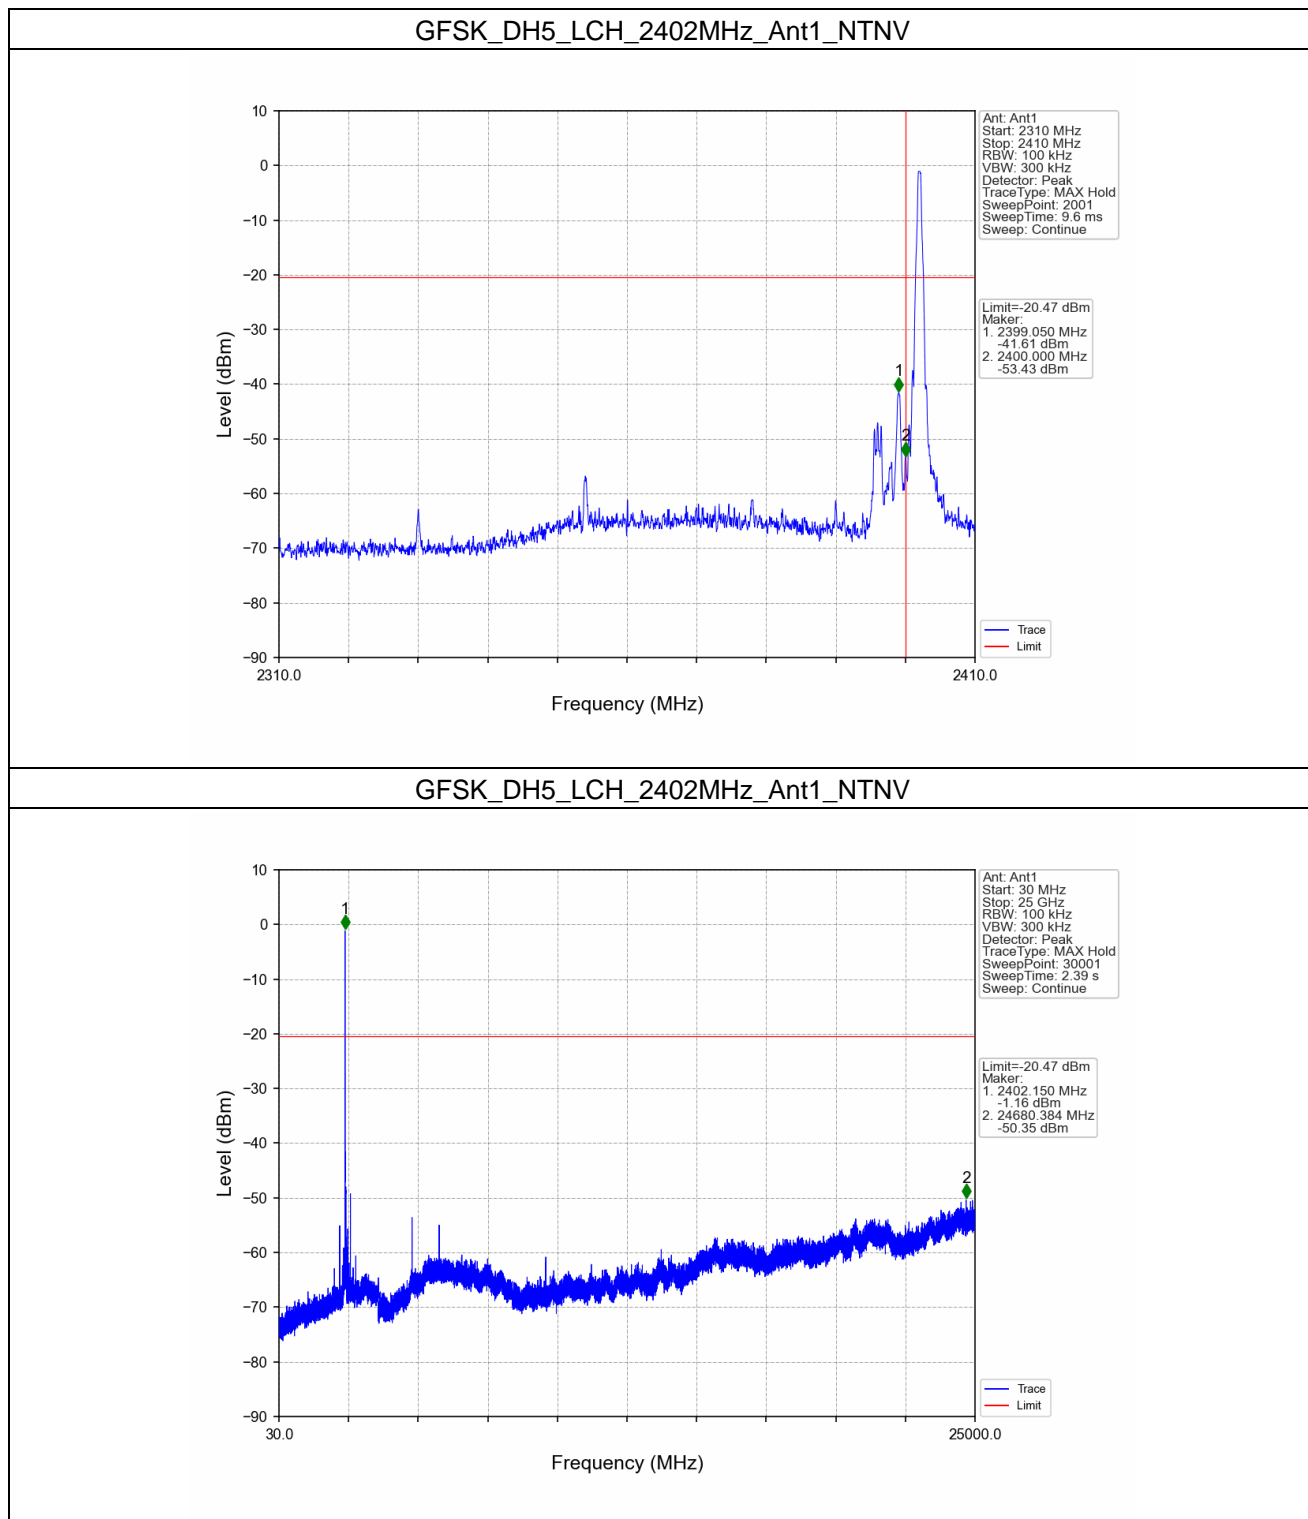 GFSK_DH5_LCH_2402MHz_Ant1_NTNV
10
0
−10
−20
−30
−40
−50
−60
−70
−80
−90
Level (dBm)
2310.0
2410.0
Frequency (MHz)
1
2
Ant: Ant1
Start: 2310 MHz
Stop: 2410 MHz
RBW: 100 kHz
VBW: 300 kHz
Detector: Peak
TraceType: MAX Hold
SweepPoint: 2001
SweepTime: 9.6 ms
Sweep: Continue
Limit=-20.47 dBm
Maker:
1. 2399.050 MHz
-41.61 dBm
2. 2400.000 MHz
-53.43 dBm
Trace
Limit
GFSK_DH5_LCH_2402MHz_Ant1_NTNV
10
0
−10
−20
−30
−40
−50
−60
−70
−80
−90
Level (dBm)
30.0
25000.0
Frequency (MHz)
1
2
Ant: Ant1
Start: 30 MHz
Stop: 25 GHz
RBW: 100 kHz
VBW: 300 kHz
Detector: Peak
TraceType: MAX Hold
SweepPoint: 30001
SweepTime: 2.39 s
Sweep: Continue
Limit=-20.47 dBm
Maker:
1. 2402.150 MHz
-1.16 dBm
2. 24680.384 MHz
-50.35 dBm
Trace
Limit